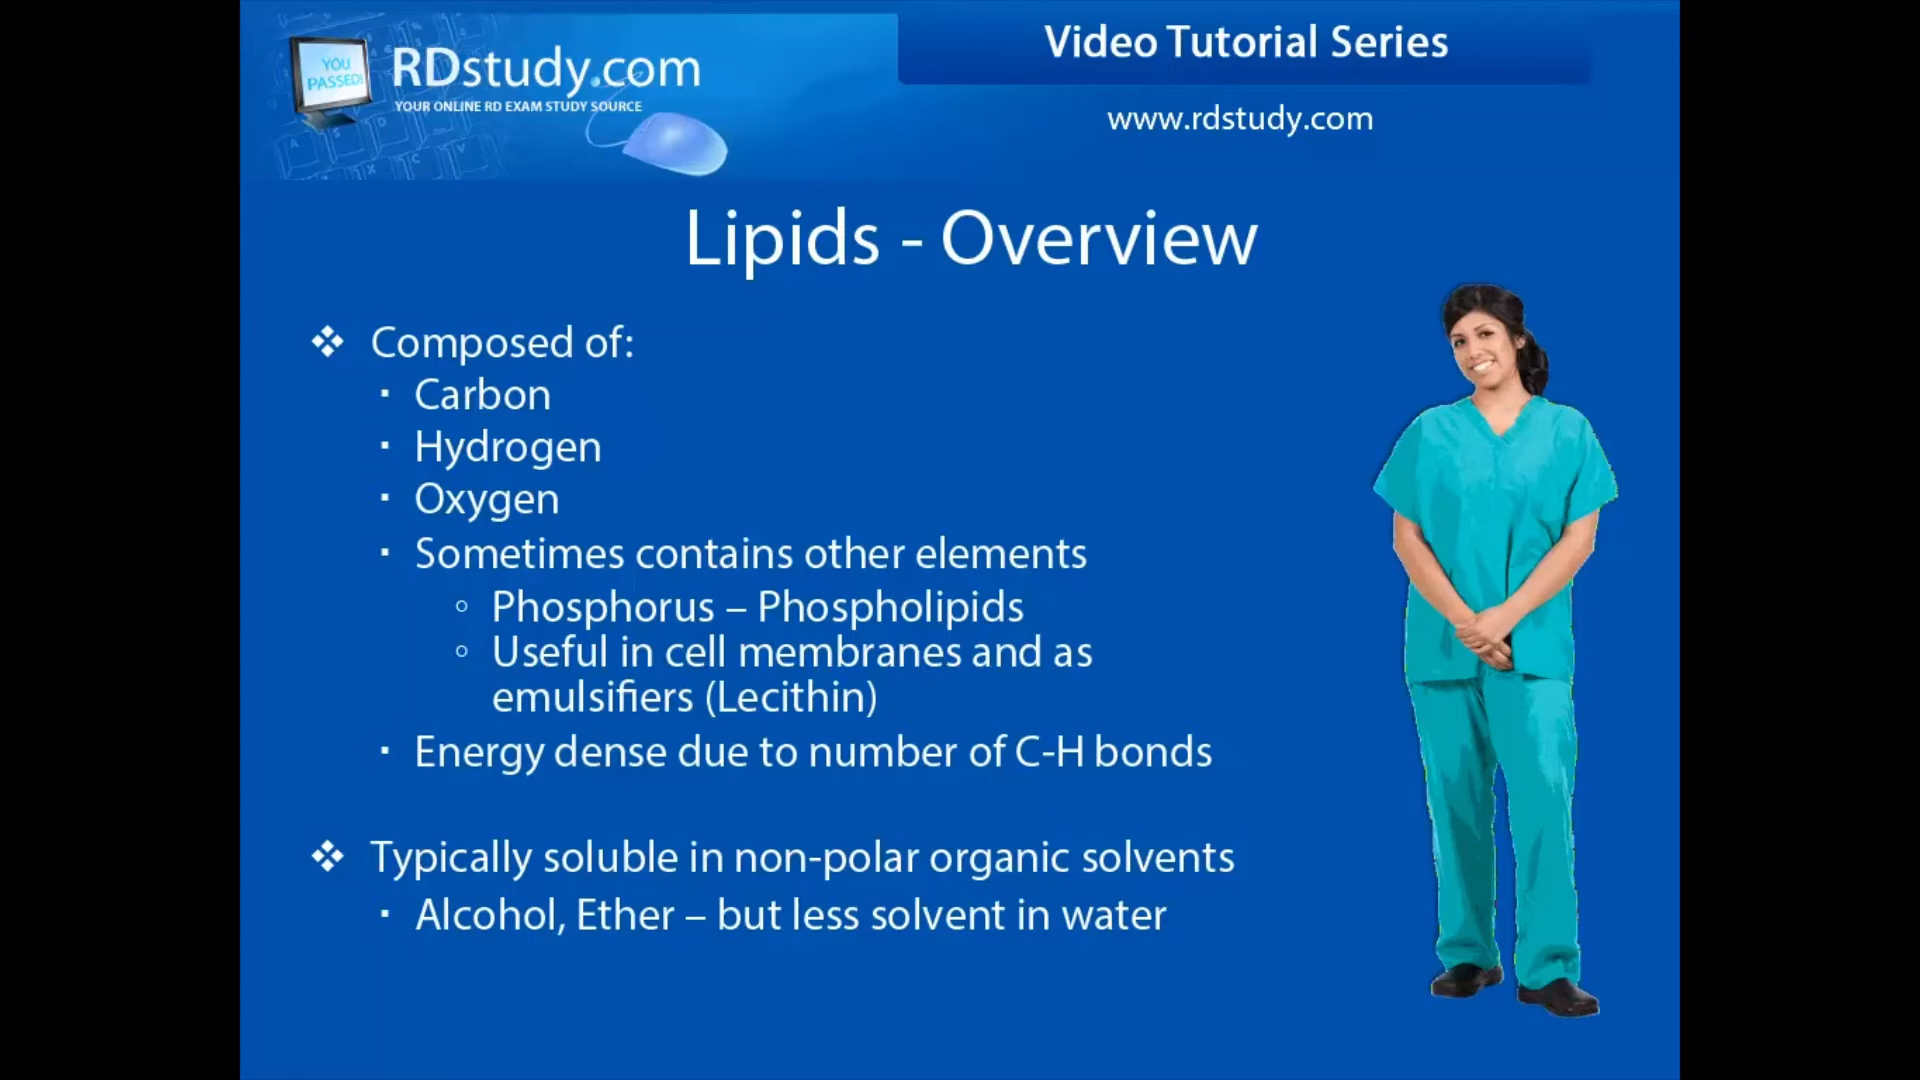 YOU
PASSED!
RDstudy.com
YOUR ONLINE RD EXAM STUDY SOURCE
Video Tutorial Series
www.rdstudy.com
Lipids - Overview
❖ Composed of:
▪ Carbon
▪ Hydrogen
▪ Oxygen
▪ Sometimes contains other elements
◦ Phosphorus – Phospholipids
◦ Useful in cell membranes and as
emulsifiers (Lecithin)
▪ Energy dense due to number of C-H bonds
❖ Typically soluble in non-polar organic solvents
▪ Alcohol, Ether – but less solvent in water